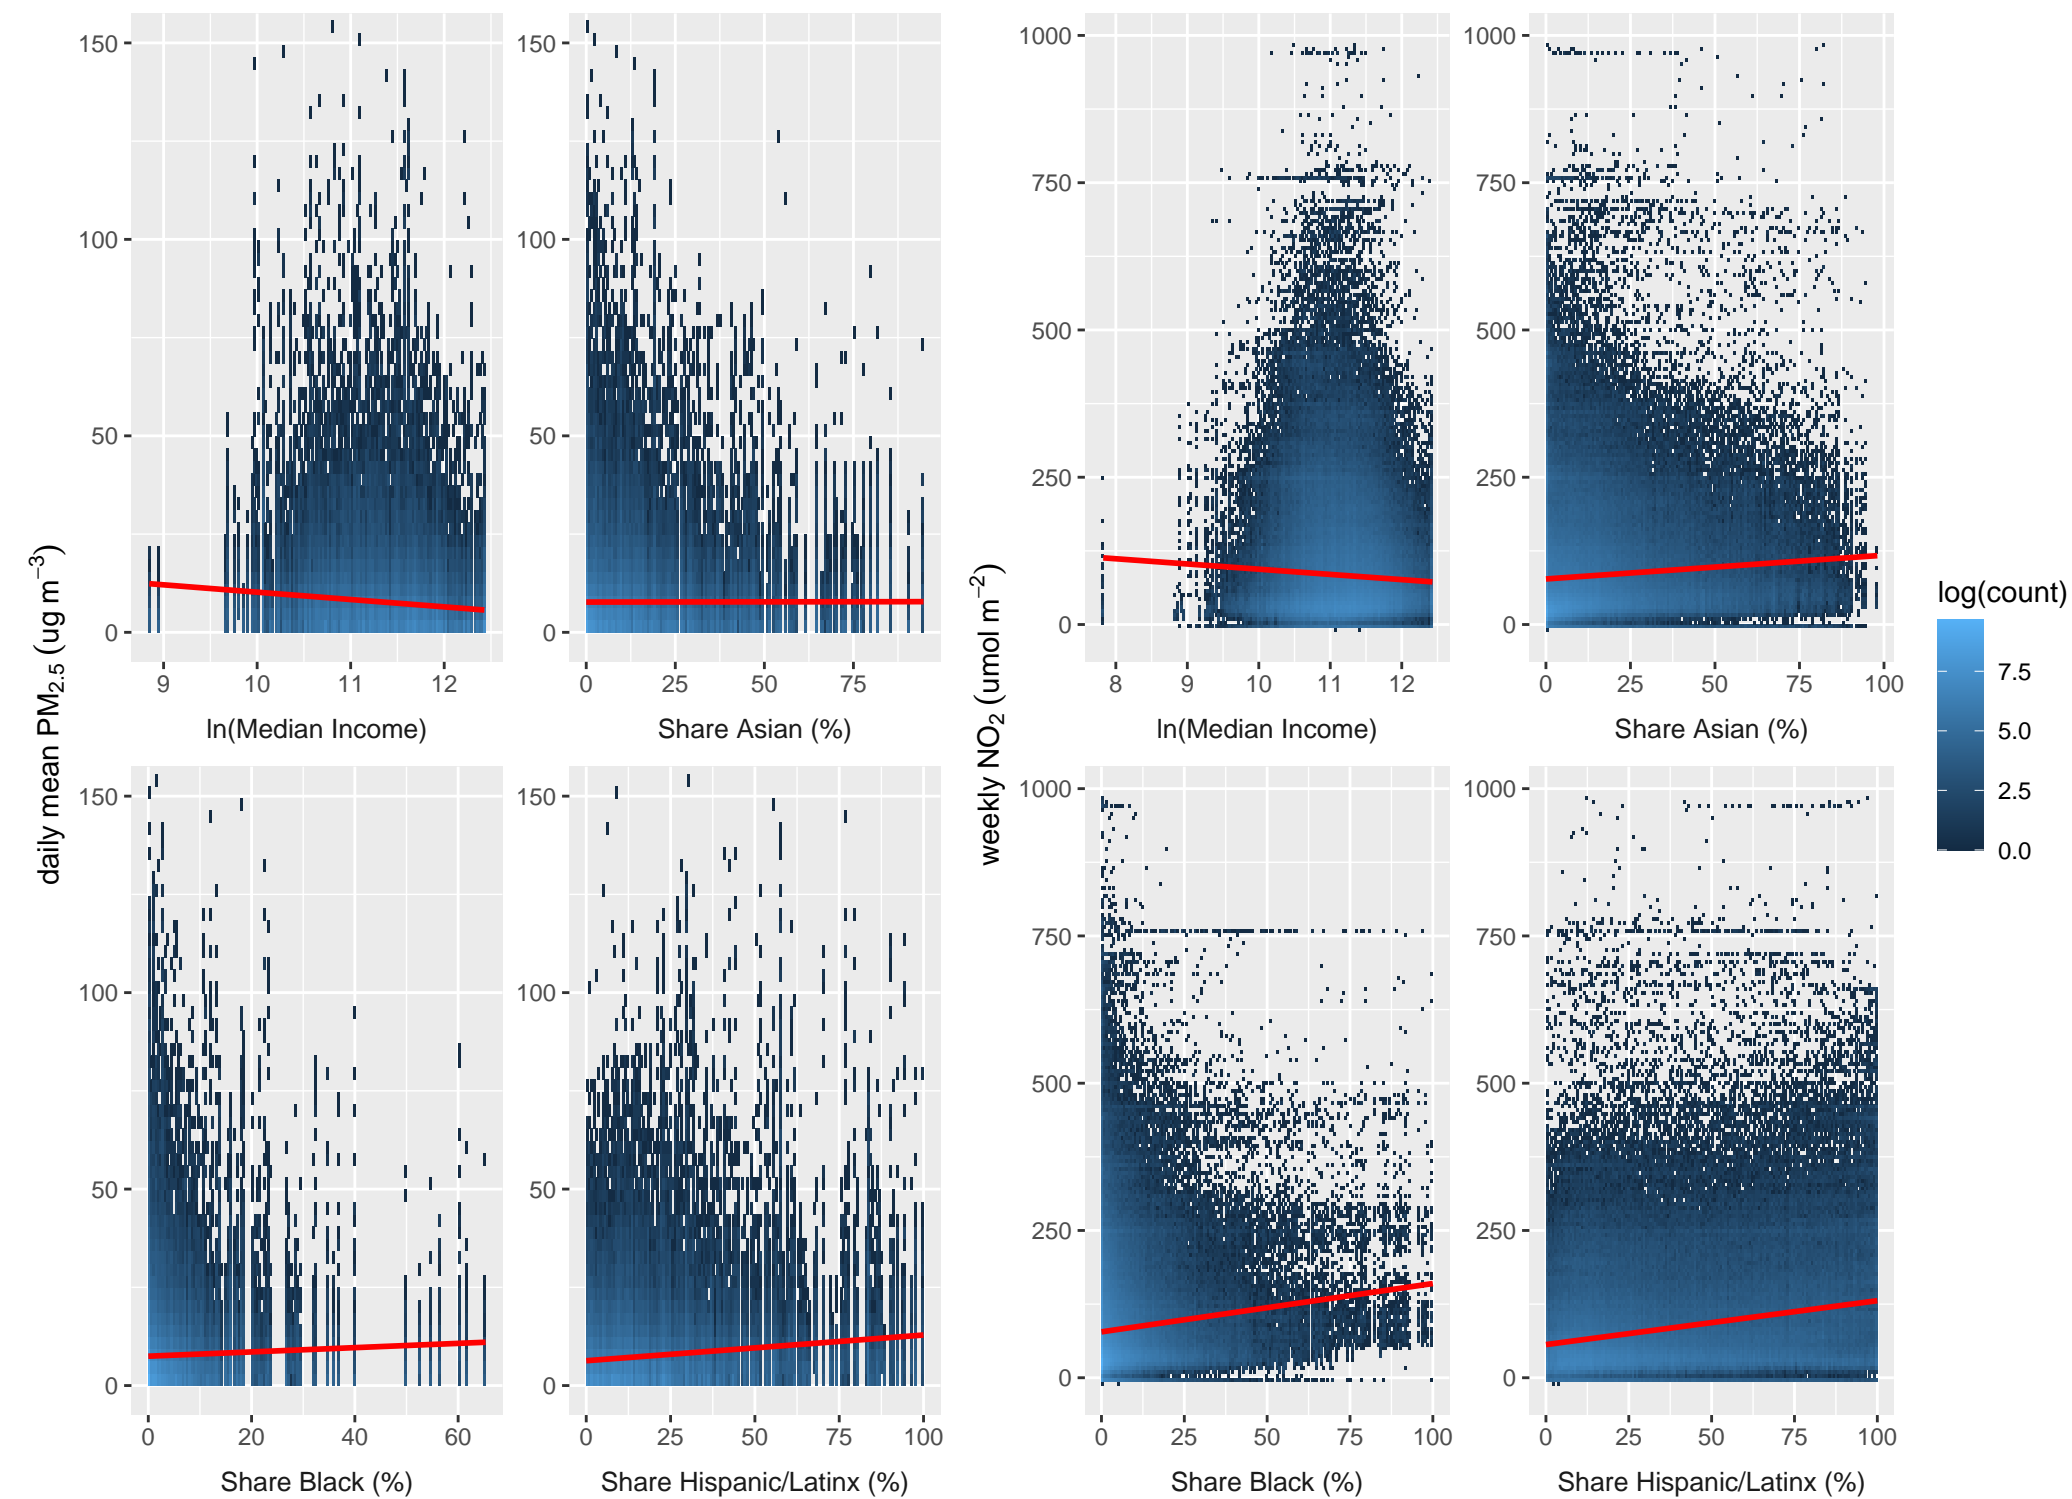 daily mean PM2.5 (ug m−3)
150
100
50
0
9 10 11 12
ln(Median Income)
0 25 50 75
Share Asian (%)
150
100
50
0
150
100
50
0
0 20 40 60
Share Black (%)
150
100
50
0
0 25 50 75 100
Share Hispanic/Latinx (%)
weekly NO2 (umol m−2)
1000
750
500
250
0
8 9 10 11 12
ln(Median Income)
1000
750
500
250
0
0 25 50 75 100
Share Asian (%)
1000
750
500
250
0
0 25 50 75 100
Share Black (%)
1000
750
500
250
0
0 25 50 75 100
Share Hispanic/Latinx (%)
log(count)
7.5
5.0
2.5
0.0